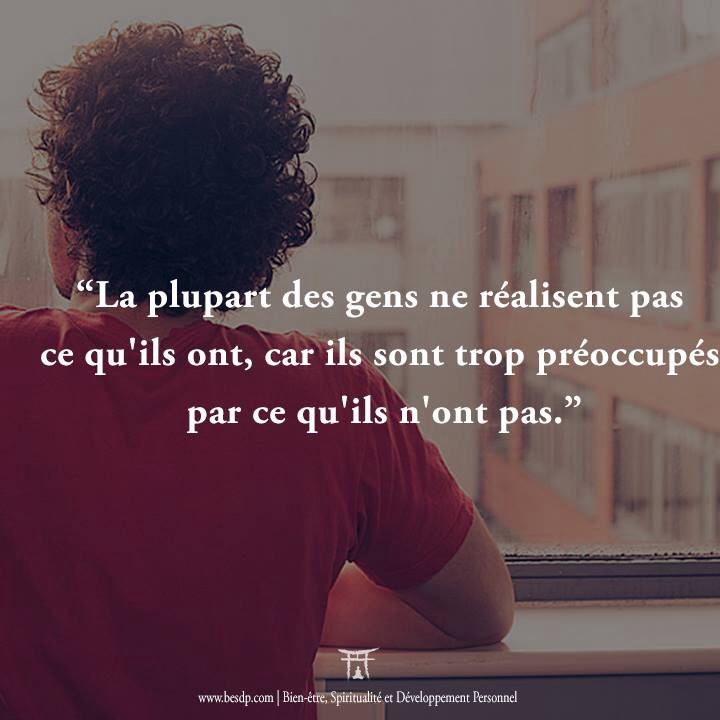 “La plupart des gens ne réalisent pas
ce qu'ils ont, car ils sont trop préoccupés
par ce qu'ils n'ont pas.”
www.besdp.com | Bien-être, Spiritualité et Développement Personnel